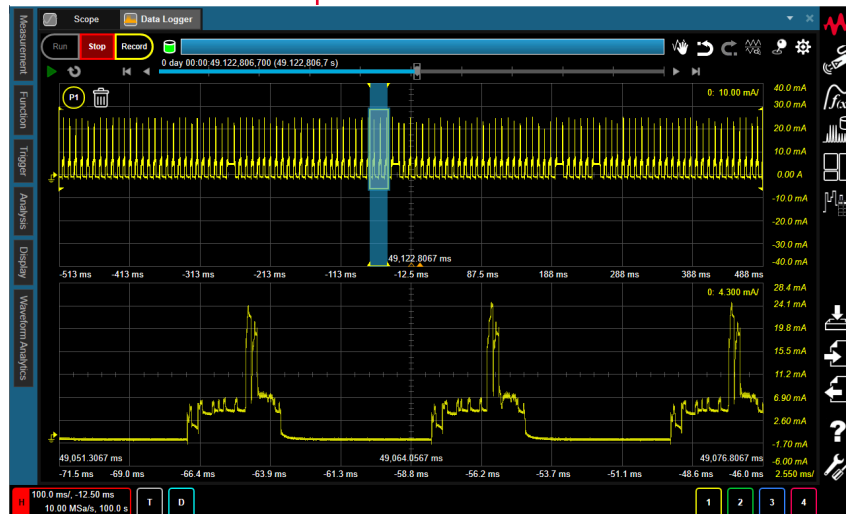 Scope
Data Logger
Run
Stop
Record
0 day 00:00:49.122,806,700 (49.122,806,7 s)
Measurement
Function
Trigger
Analysis
Display
Waveform Analytics
P1
0: 10.00 mA/
40.0 mA
30.0 mA
20.0 mA
10.0 mA
0.00 A
-10.0 mA
-20.0 mA
-30.0 mA
-40.0 mA
49,122.8067 ms
-513 ms
-413 ms
-313 ms
-213 ms
-113 ms
-12.5 ms
87.5 ms
188 ms
288 ms
388 ms
488 ms
0: 4.300 mA/
28.4 mA
24.1 mA
19.8 mA
15.5 mA
11.2 mA
6.90 mA
2.60 mA
-1.70 mA
-6.00 mA
49,051.3067 ms
49,064.0567 ms
49,076.8067 ms
-71.5 ms
-69.0 ms
-66.4 ms
-63.9 ms
-61.3 ms
-58.8 ms
-56.2 ms
-53.7 ms
-51.1 ms
-48.6 ms
-46.0 ms
2.550 ms/
H
100.0 ms/, -12.50 ms
10.00 MSa/s, 100.0 s
T
D
1
2
3
4
f(x)
?